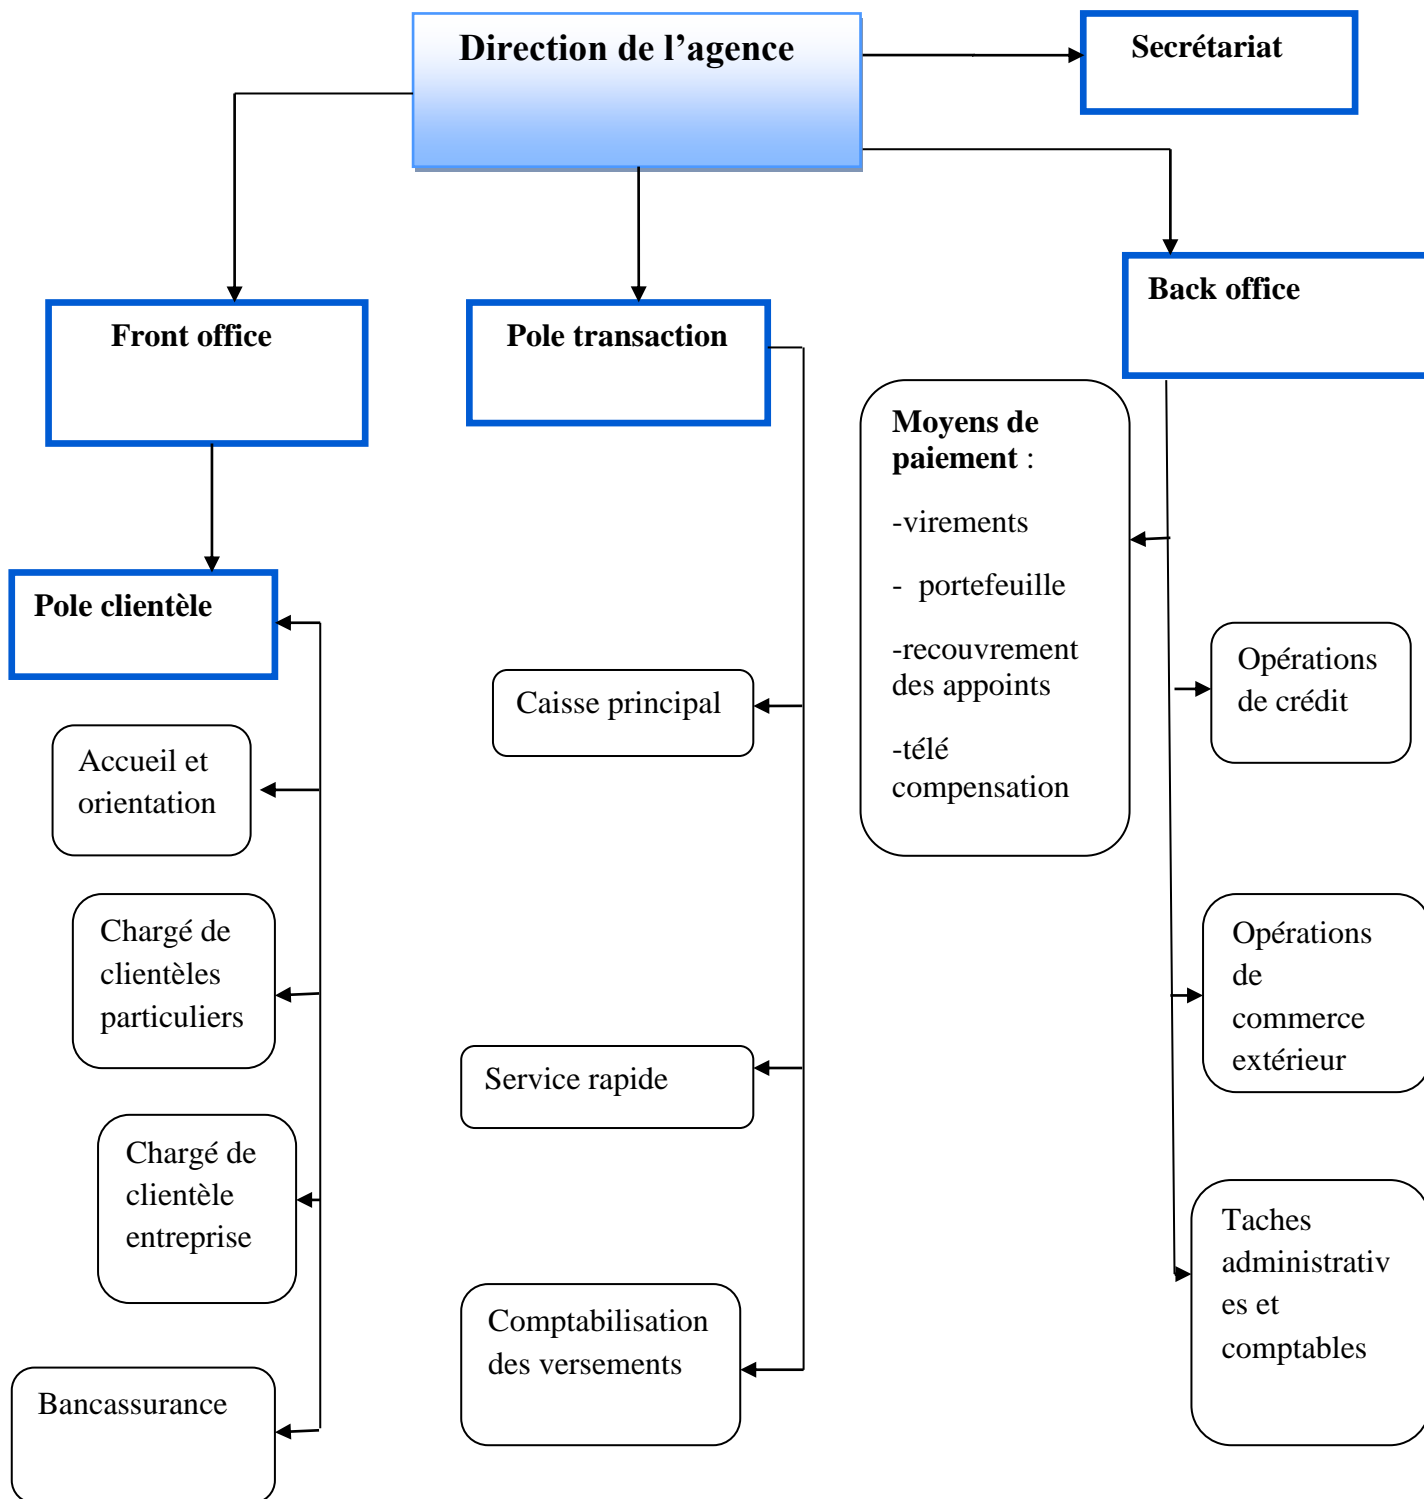 Direction de l’agence
Secrétariat
Front office
Pole transaction
Back office
Moyens de
paiement :
-virements
- portefeuille
-recouvrement
des appoints
-télé
compensation
Pole clientèle
Accueil et
orientation
Chargé de
clientèles
particuliers
Chargé de
clientèle
entreprise
Bancassurance
Caisse principal
Service rapide
Comptabilisation
des versements
Opérations
de crédit
Opérations
de
commerce
extérieur
Taches
administrativ
es et
comptables